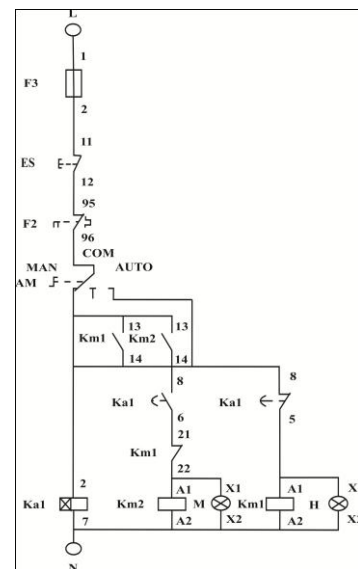 L
1
F3
2
11
ES
12
95
F2
96
COM
MAN AUTO
AM
13 13
Km1 Km2
14 14
8 8
Ka1 Ka1
6 5
21
Km1
22
2 A1 X1 A1 X
Ka1 Km2 M Km1 H
7 A2 X2 A2 X2
N